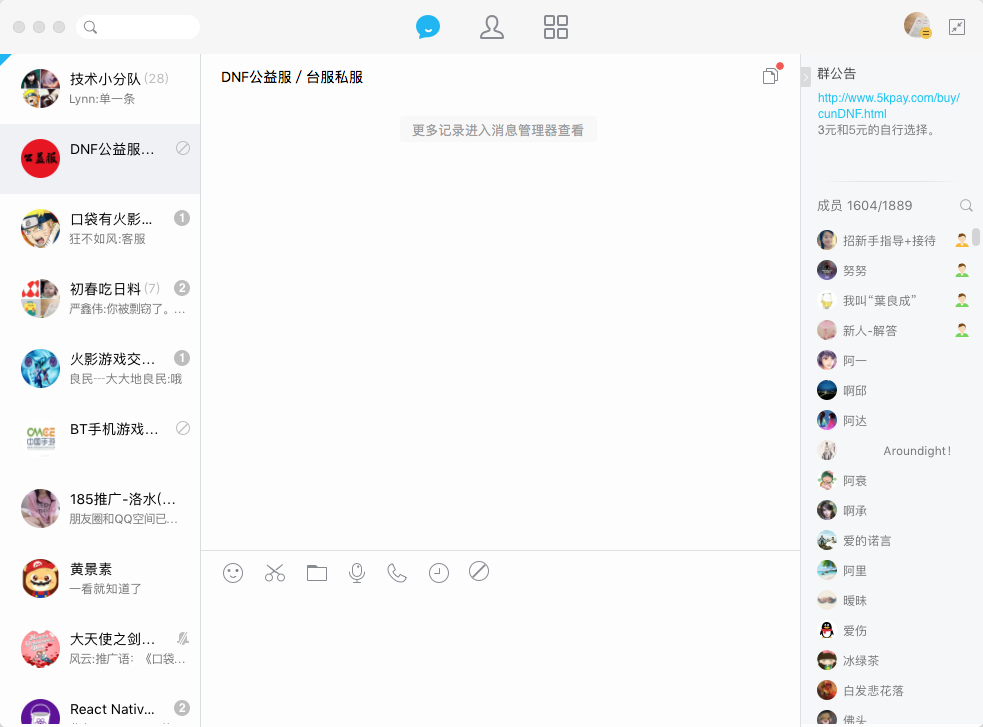 技术小分队 (28)
Lynn:单一条
DNF公益服...
口袋有火影...
1
狂不如风:客服
初春吃日料 (7)
2
严鑫伟:你被剽窃了。...
火影游戏交...
1
良民┈大大地良民:哦
BT手机游戏...
中国手游
185推广-洛水(...
朋友圈和QQ空间已...
黄景素
一看就知道了
大天使之剑...
风云:推广语: 《口袋...
React Nativ...
2
DNF公益服 / 台服私服
更多记录进入消息管理器查看
群公告
http://www.5kpay.com/buy/
cunDNF.html
3元和5元的自行选择。
成员 1604/1889
招新手指导+接待
努努
我叫“葉良成”
新人-解答
阿一
啊邱
阿达
Aroundight!
阿衰
啊承
爱的诺言
阿里
暧昧
爱伤
冰绿茶
白发悲花落
佛头